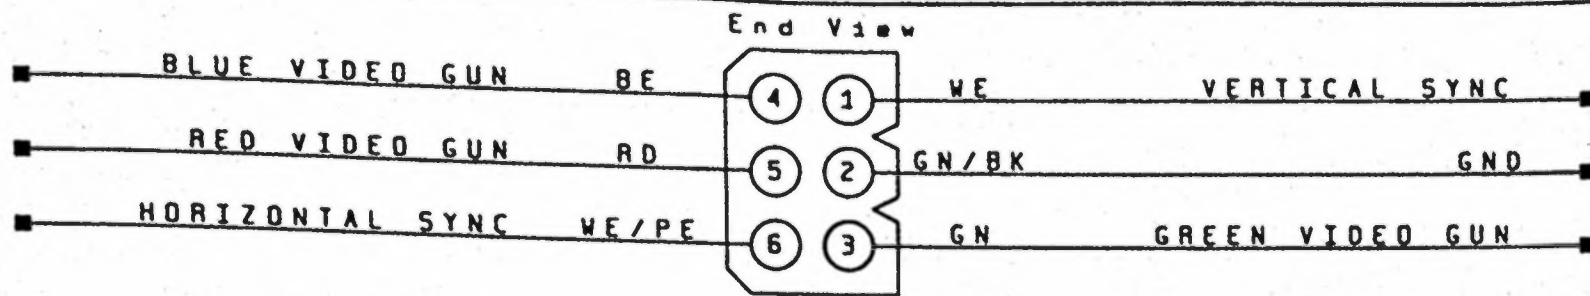 End View
BLUE VIDEO GUN BE 4 1 WE VERTICAL SYNC
RED VIDEO GUN RD 5 2 GN/BK GND
HORIZONTAL SYNC WE/PE 6 3 GN GREEN VIDEO GUN